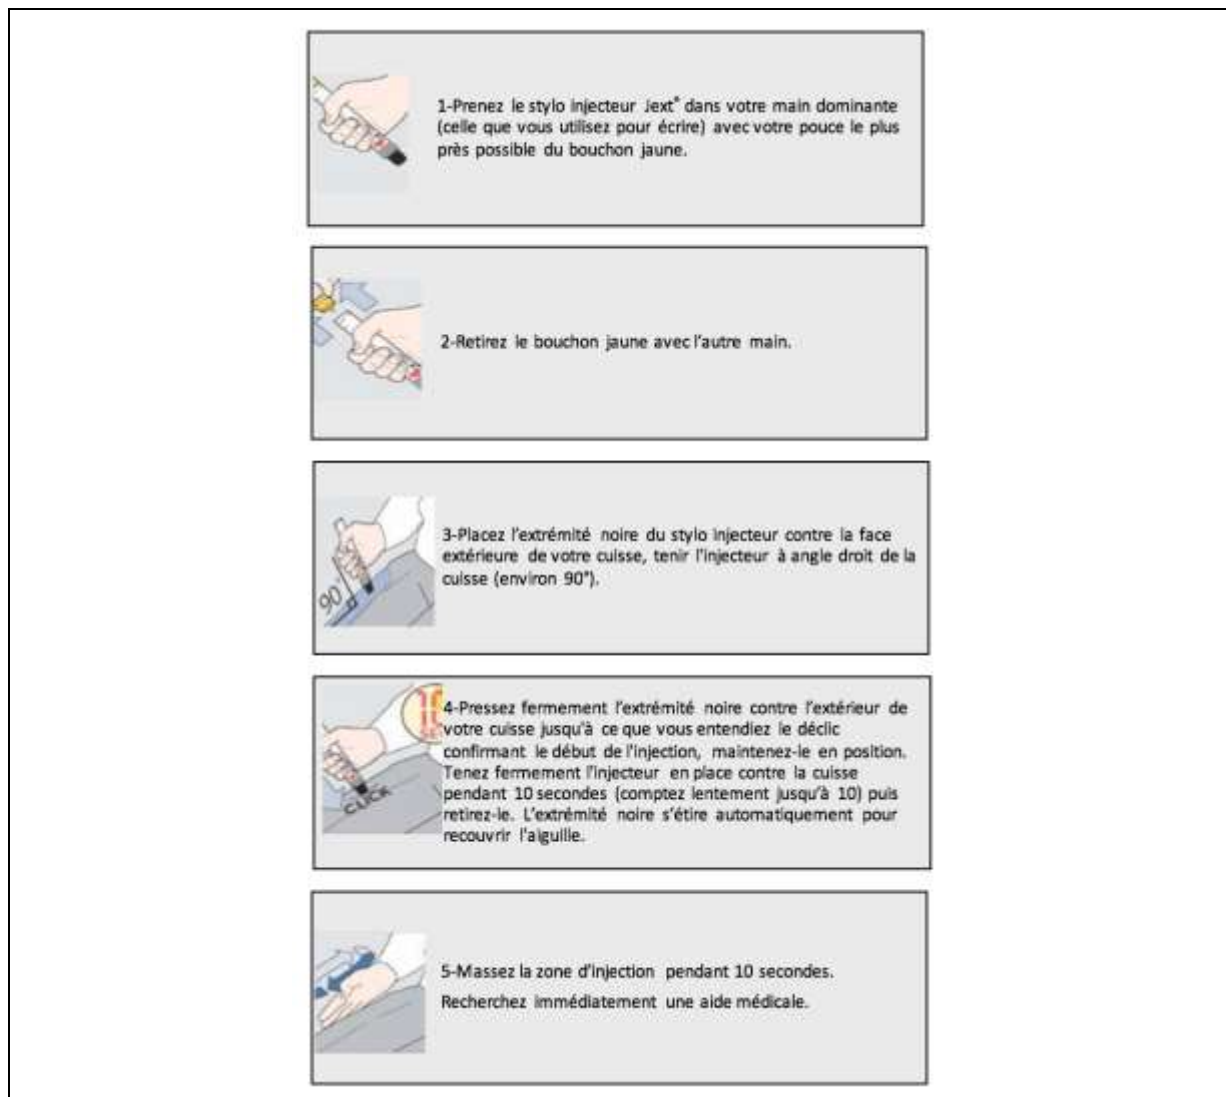 1-Prenez le stylo injecteur Jext® dans votre main dominante
(celle que vous utilisez pour écrire) avec votre pouce le plus
près possible du bouchon jaune.
2-Retirez le bouchon jaune avec l'autre main.
3-Placez l'extrémité noire du stylo injecteur contre la face
extérieure de votre cuisse, tenir l'injecteur à angle droit de la
cuisse (environ 90°).
90
4-Pressez fermement l'extrémité noire contre l'extérieur de
votre cuisse jusqu'à ce que vous entendiez le déclic
confirmant le début de l'injection, maintenez-le en position.
Tenez fermement l'injecteur en place contre la cuisse
pendant 10 secondes (comptez lentement jusqu'à 10) puis
retirez-le. L'extrémité noire s'étire automatiquement pour
recouvrir l'aiguille.
10
CLICK
5-Massez la zone d'injection pendant 10 secondes.
Recherchez immédiatement une aide médicale.